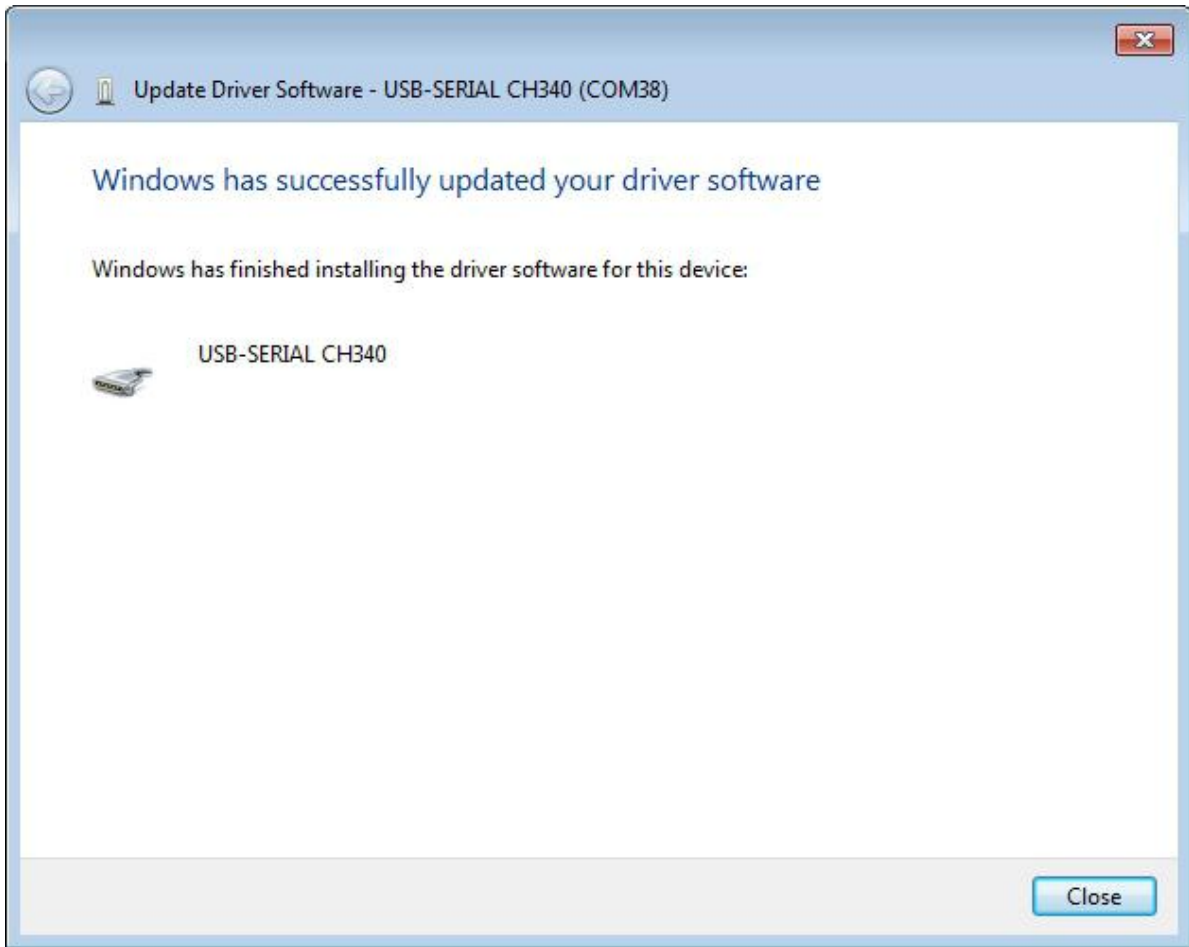 Update Driver Software - USB-SERIAL CH340 (COM38)
Windows has successfully updated your driver software
Windows has finished installing the driver software for this device:
USB-SERIAL CH340
Close